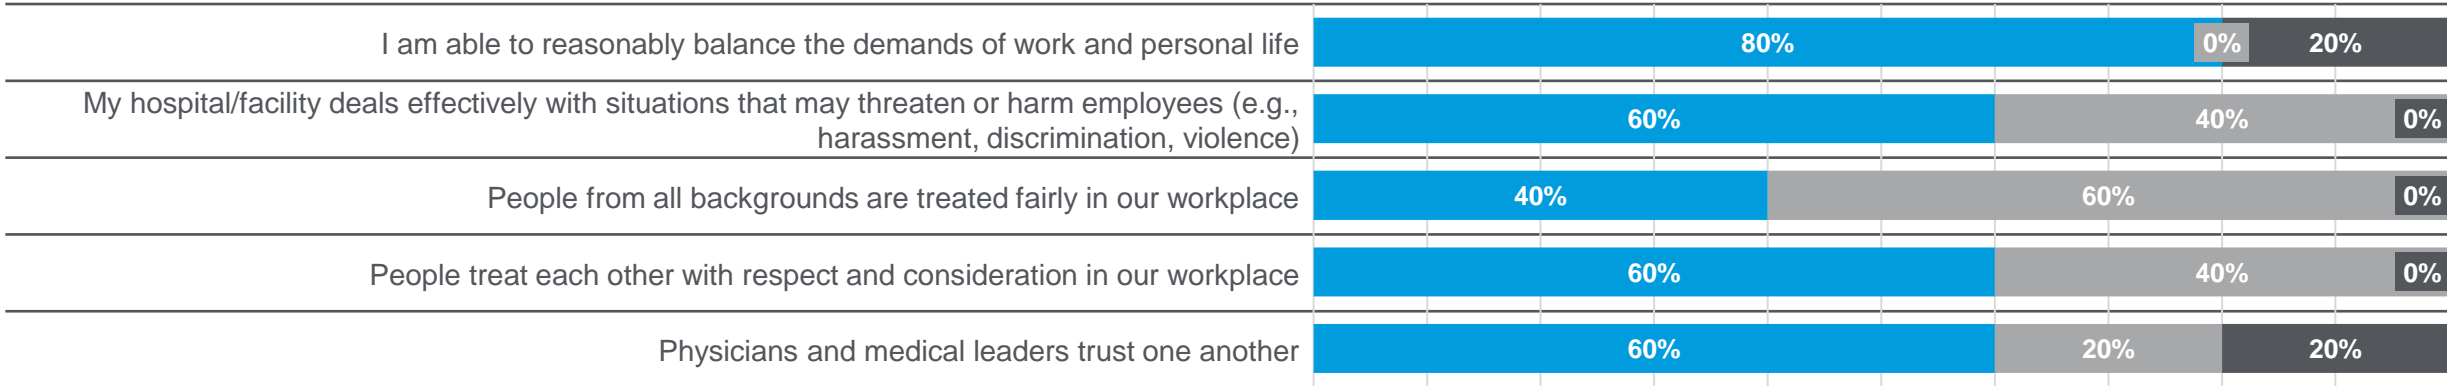 I am able to reasonably balance the demands of work and personal life 80% 0% 20%
My hospital/facility deals effectively with situations that may threaten or harm employees (e.g.,
harassment, discrimination, violence) 60% 40% 0%
People from all backgrounds are treated fairly in our workplace 40% 60% 0%
People treat each other with respect and consideration in our workplace 60% 40% 0%
Physicians and medical leaders trust one another 60% 20% 20%